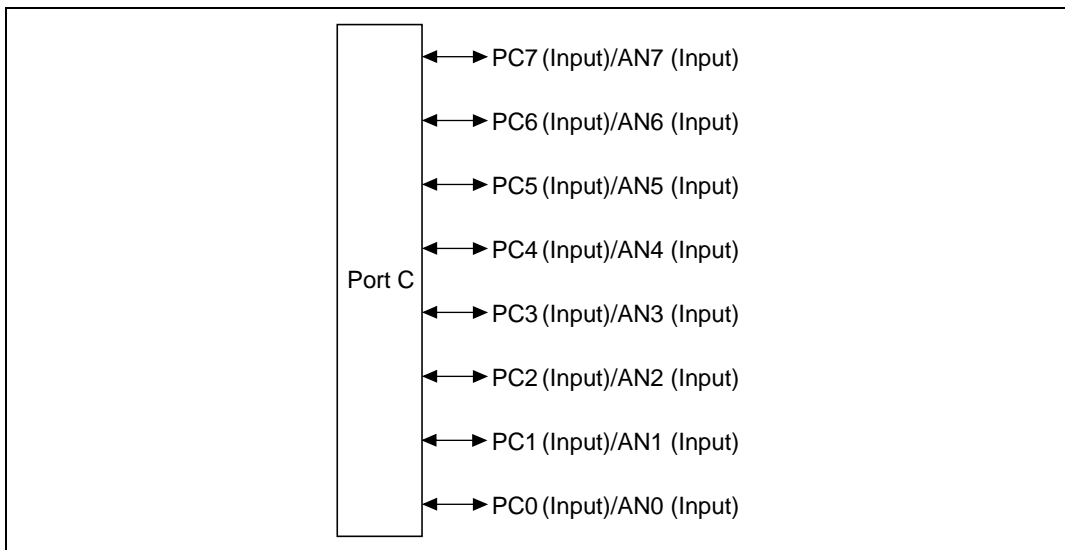 PC7 (Input)/AN7 (Input)
PC6 (Input)/AN6 (Input)
PC5 (Input)/AN5 (Input)
PC4 (Input)/AN4 (Input)
Port C
PC3 (Input)/AN3 (Input)
PC2 (Input)/AN2 (Input)
PC1 (Input)/AN1 (Input)
PC0 (Input)/AN0 (Input)